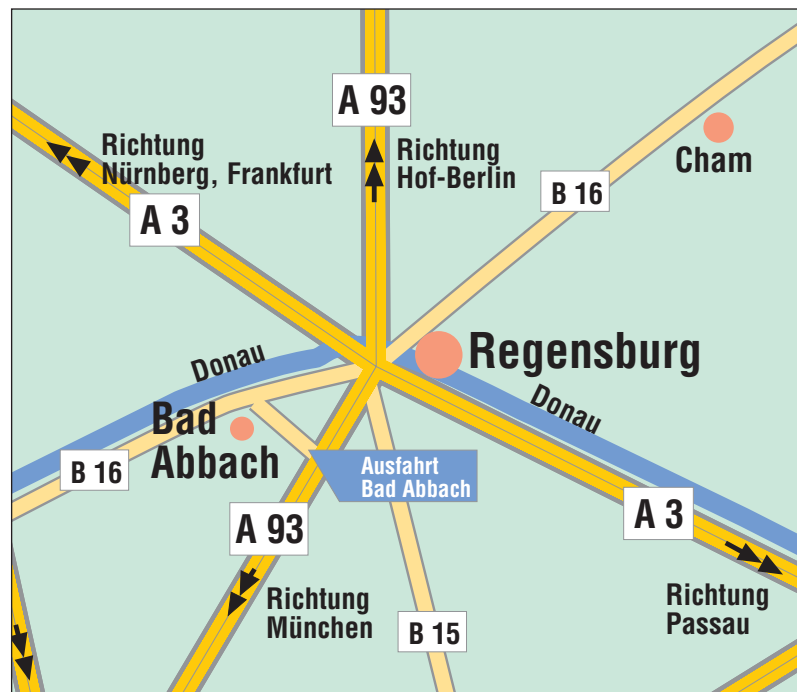 A 93
Richtung
Nürnberg, Frankfurt
Richtung
Hof-Berlin
Cham
B 16
A 3
Donau
Regensburg
Donau
Bad
Abbach
B 16
Ausfahrt
Bad Abbach
A 93
A 3
Richtung
München
B 15
Richtung
Passau